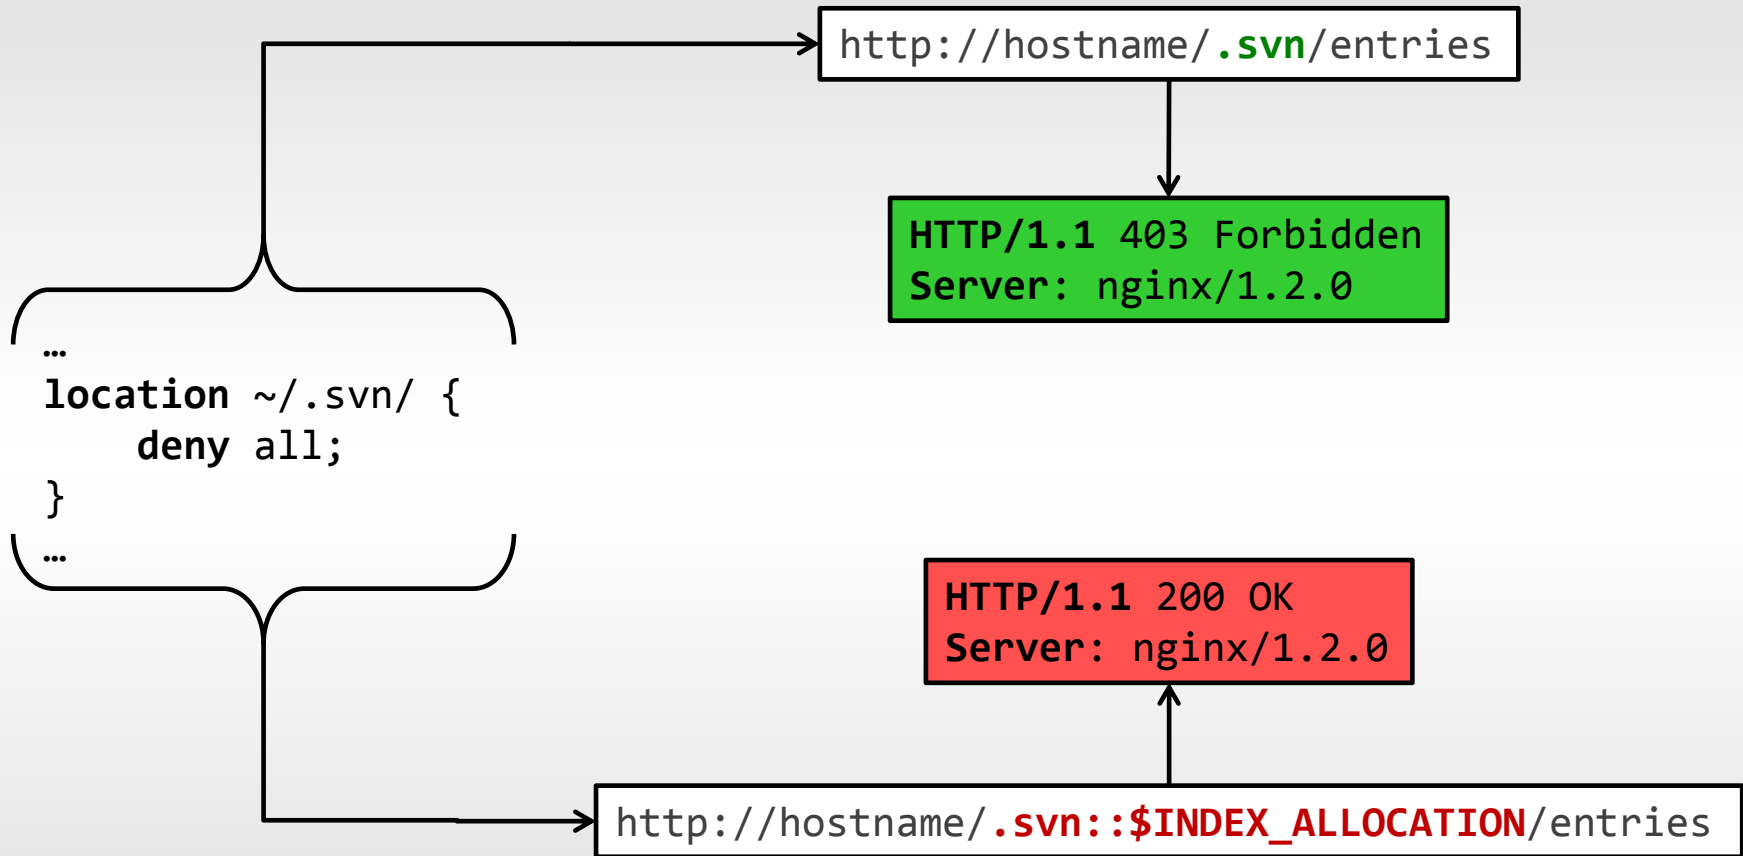 http://hostname/.svn/entries
HTTP/1.1 403 Forbidden
Server: nginx/1.2.0
…
location ~/.svn/ {
deny all;
}
…
HTTP/1.1 200 OK
Server: nginx/1.2.0
http://hostname/.svn::$INDEX_ALLOCATION/entries